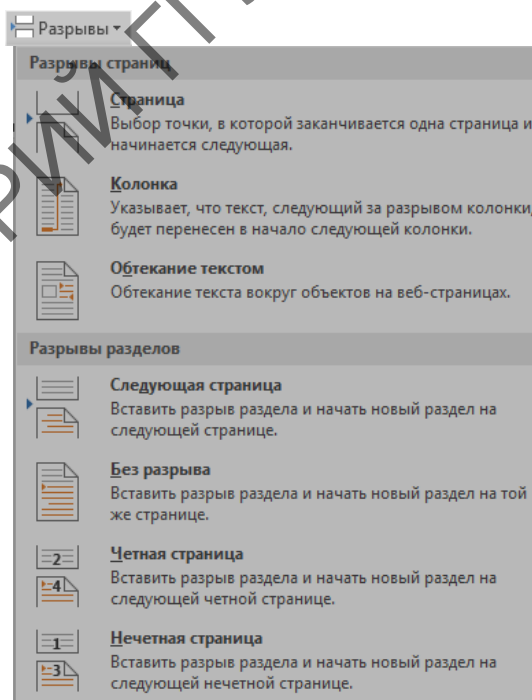 Разрывы
Разрывы страниц
Страница
Выбор точки, в которой заканчивается одна страница и
начинается следующая.
Колонка
Указывает, что текст, следующий за разрывом колонки,
будет перенесен в начало следующей колонки.
Обтекание текстом
Обтекание текста вокруг объектов на веб-страницах.
Разрывы разделов
Следующая страница
Вставить разрыв раздела и начать новый раздел на
следующей странице.
Без разрыва
Вставить разрыв раздела и начать новый раздел на той
же странице.
2
4
Четная страница
Вставить разрыв раздела и начать новый раздел на
следующей четной странице.
1
3
Нечетная страница
Вставить разрыв раздела и начать новый раздел на
следующей нечетной странице.